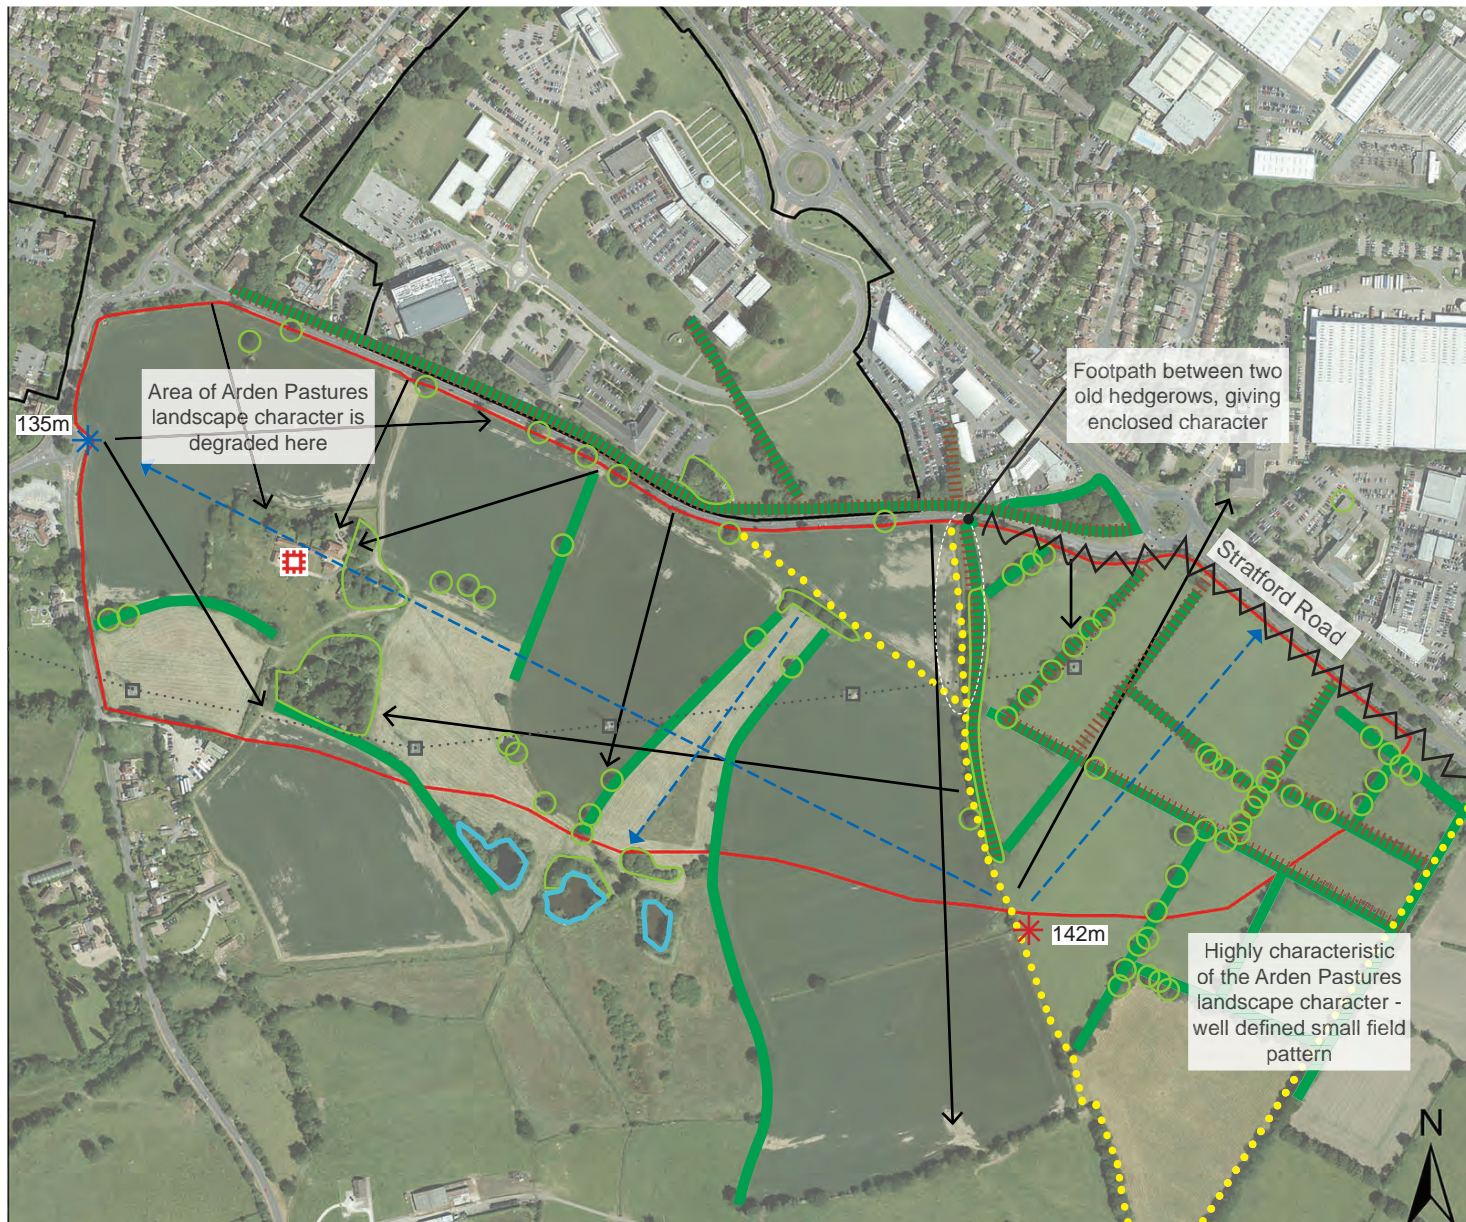 Area of Arden Pastures
landscape character is
degraded here
135m
Footpath between two
old hedgerows, giving
enclosed character
Stratford Road
142m
Highly characteristic
of the Arden Pastures
landscape character -
well defined small field
pattern
N